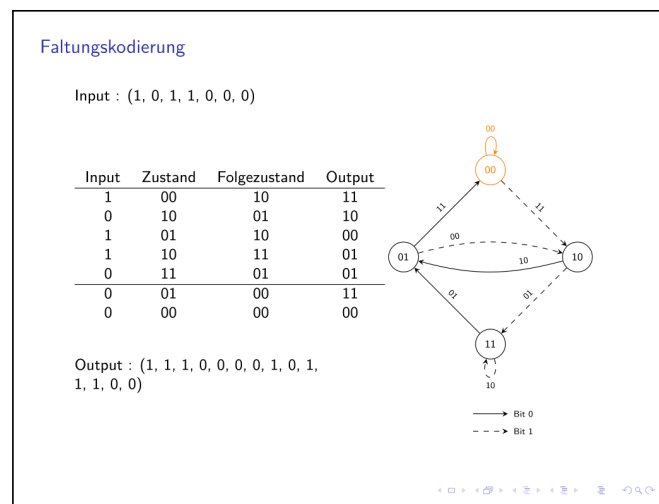 Faltungskodierung
Input : (1, 0, 1, 1, 0, 0, 0)
Input Zustand Folgezustand Output
1 00 10 11
0 10 01 10
1 01 10 00
1 10 11 01
0 11 01 01
0 01 00 11
0 00 00 00
Output : (1, 1, 1, 0, 0, 0, 0, 1, 0, 1,
1, 1, 0, 0)
00
00
11
11
00
01
10
10
01
01
11
10
Bit 0
Bit 1